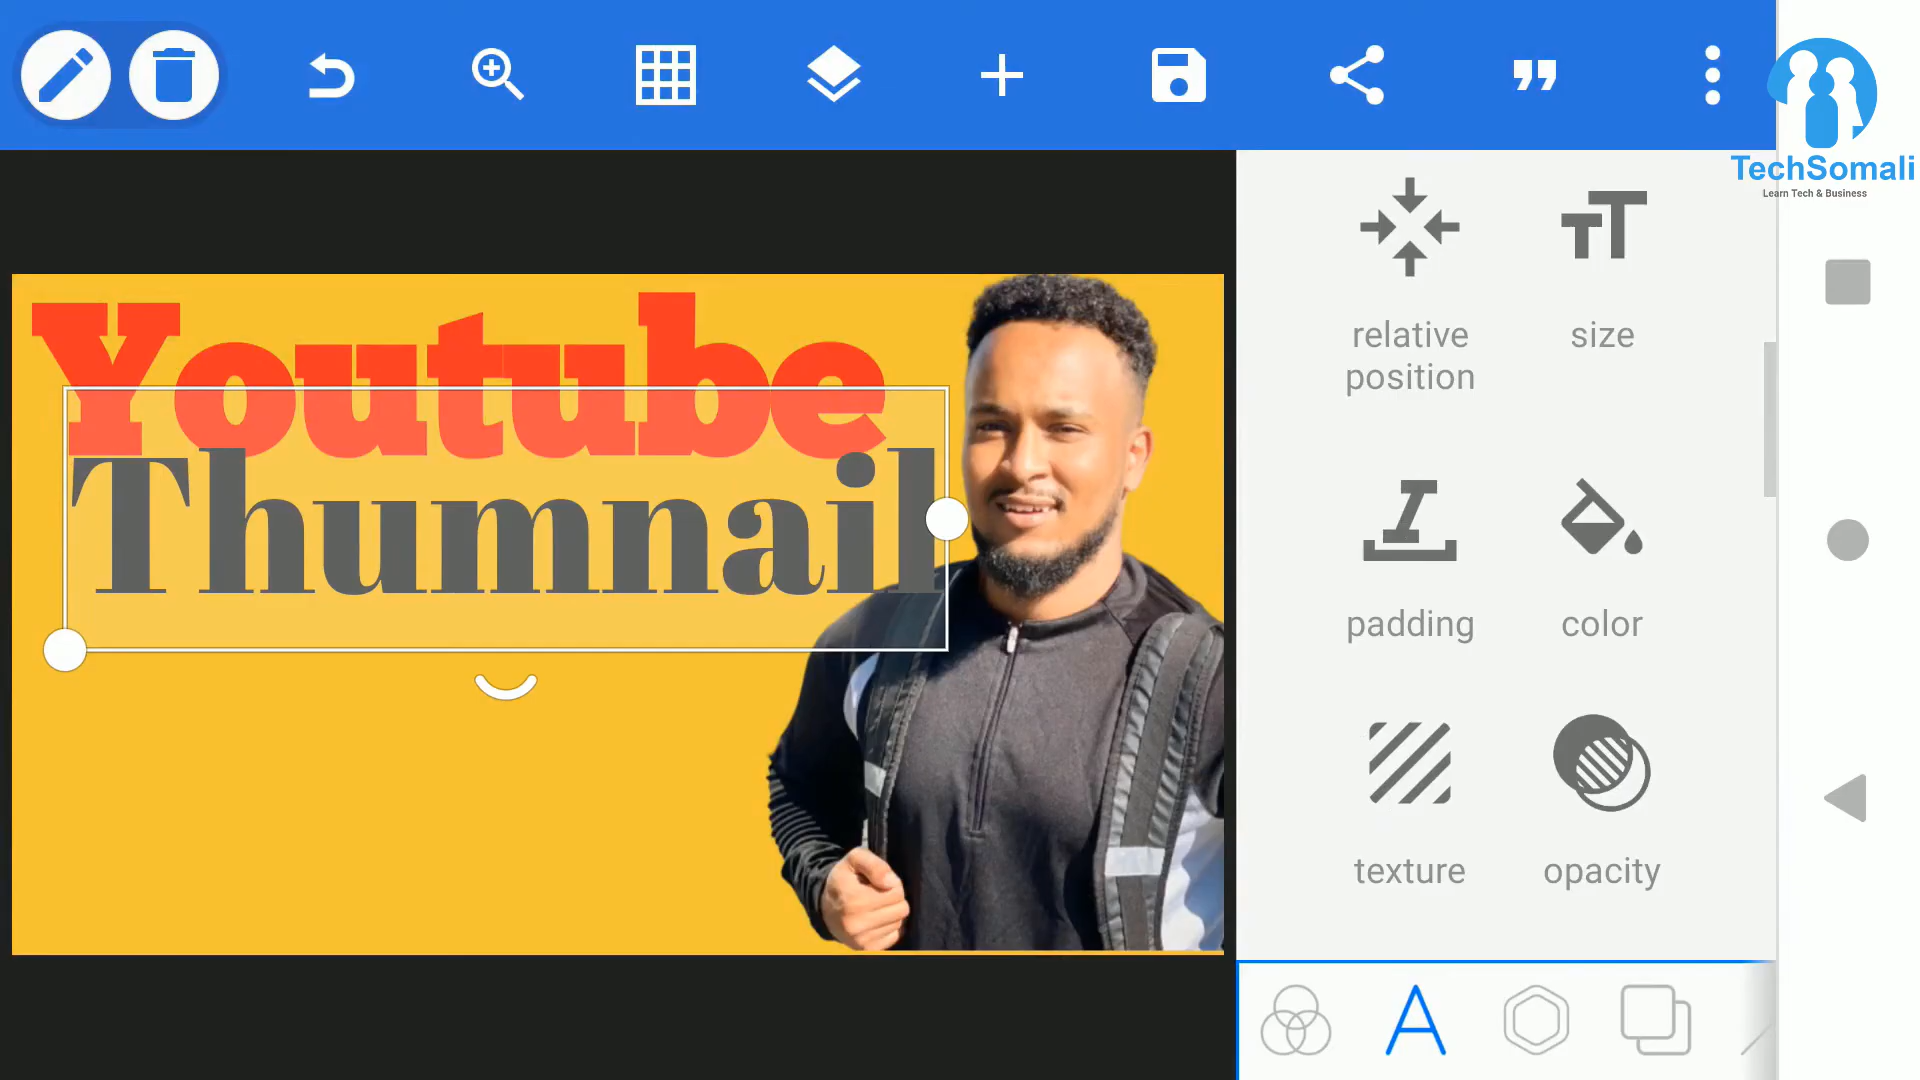 TechSomali
Learn Tech & Business
Youtube
Thumnail
relative
position
size
padding
color
texture
opacity